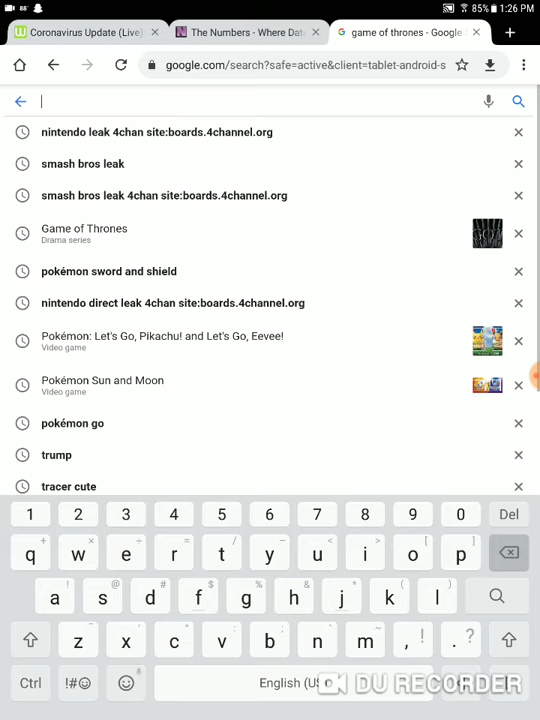 88° 85% 1:26 PM
Coronavirus Update (Live) The Numbers - Where Data game of thrones - Google
google.com/search?safe=active&client=tablet-android-s
nintendo leak 4chan site:boards.4channel.org
smash bros leak
smash bros leak 4chan site:boards.4channel.org
Game of Thrones
Drama series
pokémon sword and shield
nintendo direct leak 4chan site:boards.4channel.org
Pokémon: Let's Go, Pikachu! and Let's Go, Eevee!
Video game
Pokémon Sun and Moon
Video game
pokémon go
trump
tracer cute
1 2 3 4 5 6 7 8 9 0 Del
q w e r t y u i o p
a s d f g h j k l
z x c v b n m , ! . ?
Ctrl !#☺ English (US) DU RECORDER